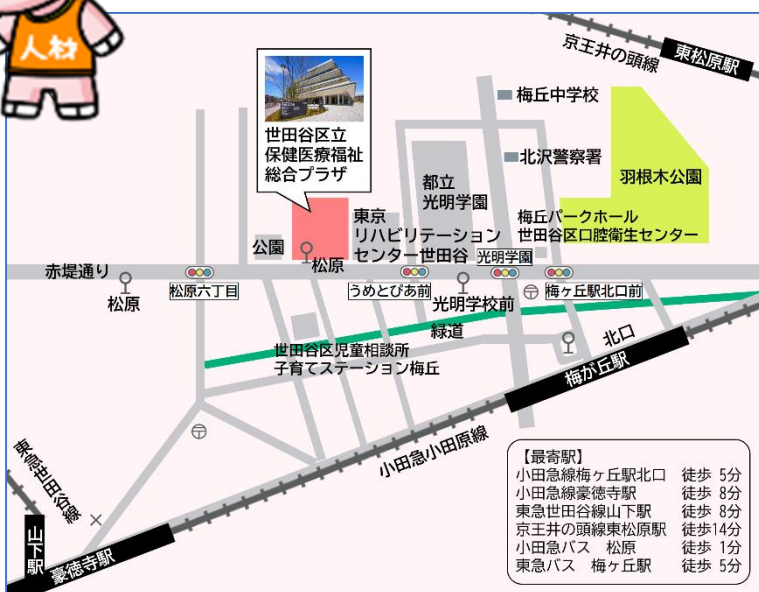 人材
京王井の頭線
東松原駅
世田谷区立
保健医療福祉
総合プラザ
梅丘中学校
北沢警察署
羽根木公園
都立
光明学園
東京
リハビリテーション
センター世田谷
梅丘パークホール
世田谷区口腔衛生センター
公園
松原
光明学園
赤堤通り
松原
松原六丁目
うめとぴあ前
光明学校前
梅ヶ丘駅北口前
緑道
北口
世田谷区児童相談所
子育てステーション梅丘
梅が丘駅
小田急小田原線
東急世田谷線
山下駅
豪徳寺駅
【最寄駅】
小田急線梅ヶ丘駅北口 徒歩 5分
小田急線豪徳寺駅 徒歩 8分
東急世田谷線山下駅 徒歩 8分
京王井の頭線東松原駅 徒歩14分
小田急バス 松原 徒歩 1分
東急バス 梅ヶ丘駅 徒歩 5分